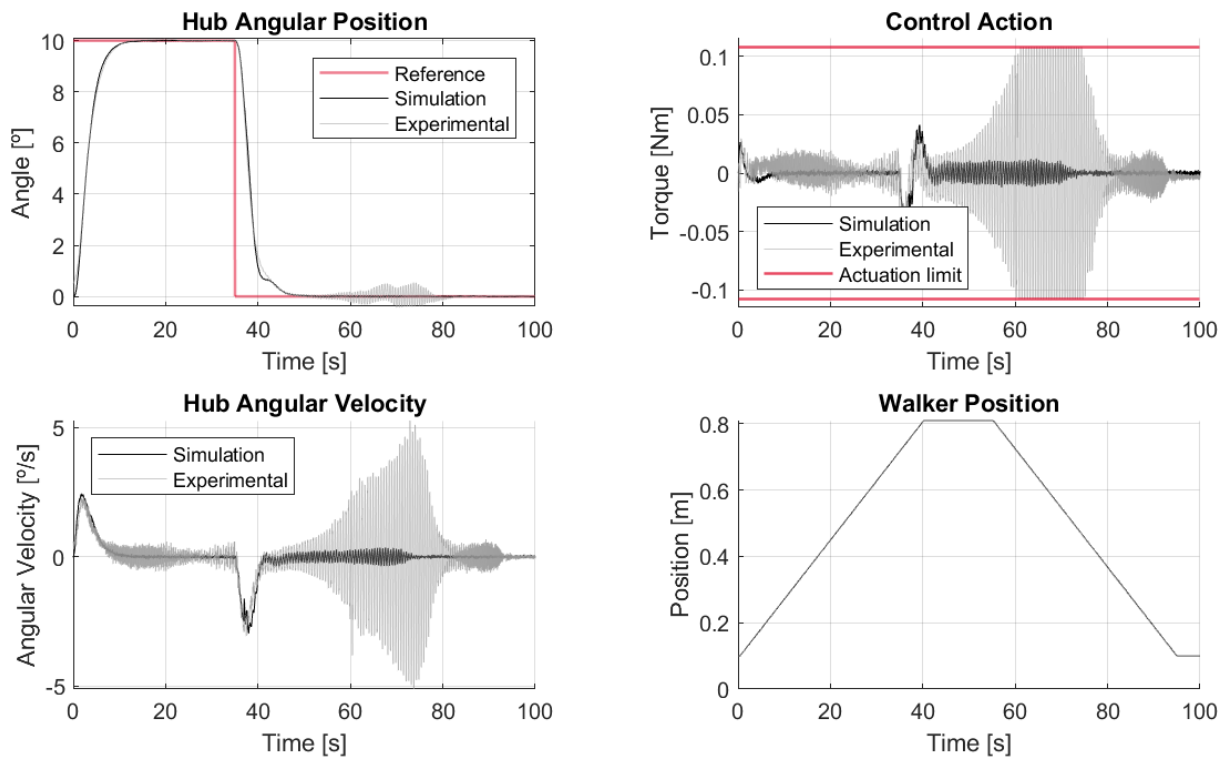 Hub Angular Position
10
8
6
4
2
0
Angle [º]
Reference
Simulation
Experimental
0
20
40
60
80
100
Time [s]
Control Action
0.1
0.05
0
-0.05
-0.1
Torque [Nm]
Simulation
Experimental
Actuation limit
0
20
40
60
80
100
Time [s]
Hub Angular Velocity
5
0
-5
Angular Velocity [º/s]
Simulation
Experimental
0
20
40
60
80
100
Time [s]
Walker Position
0.8
0.6
0.4
0.2
0
Position [m]
0
20
40
60
80
100
Time [s]